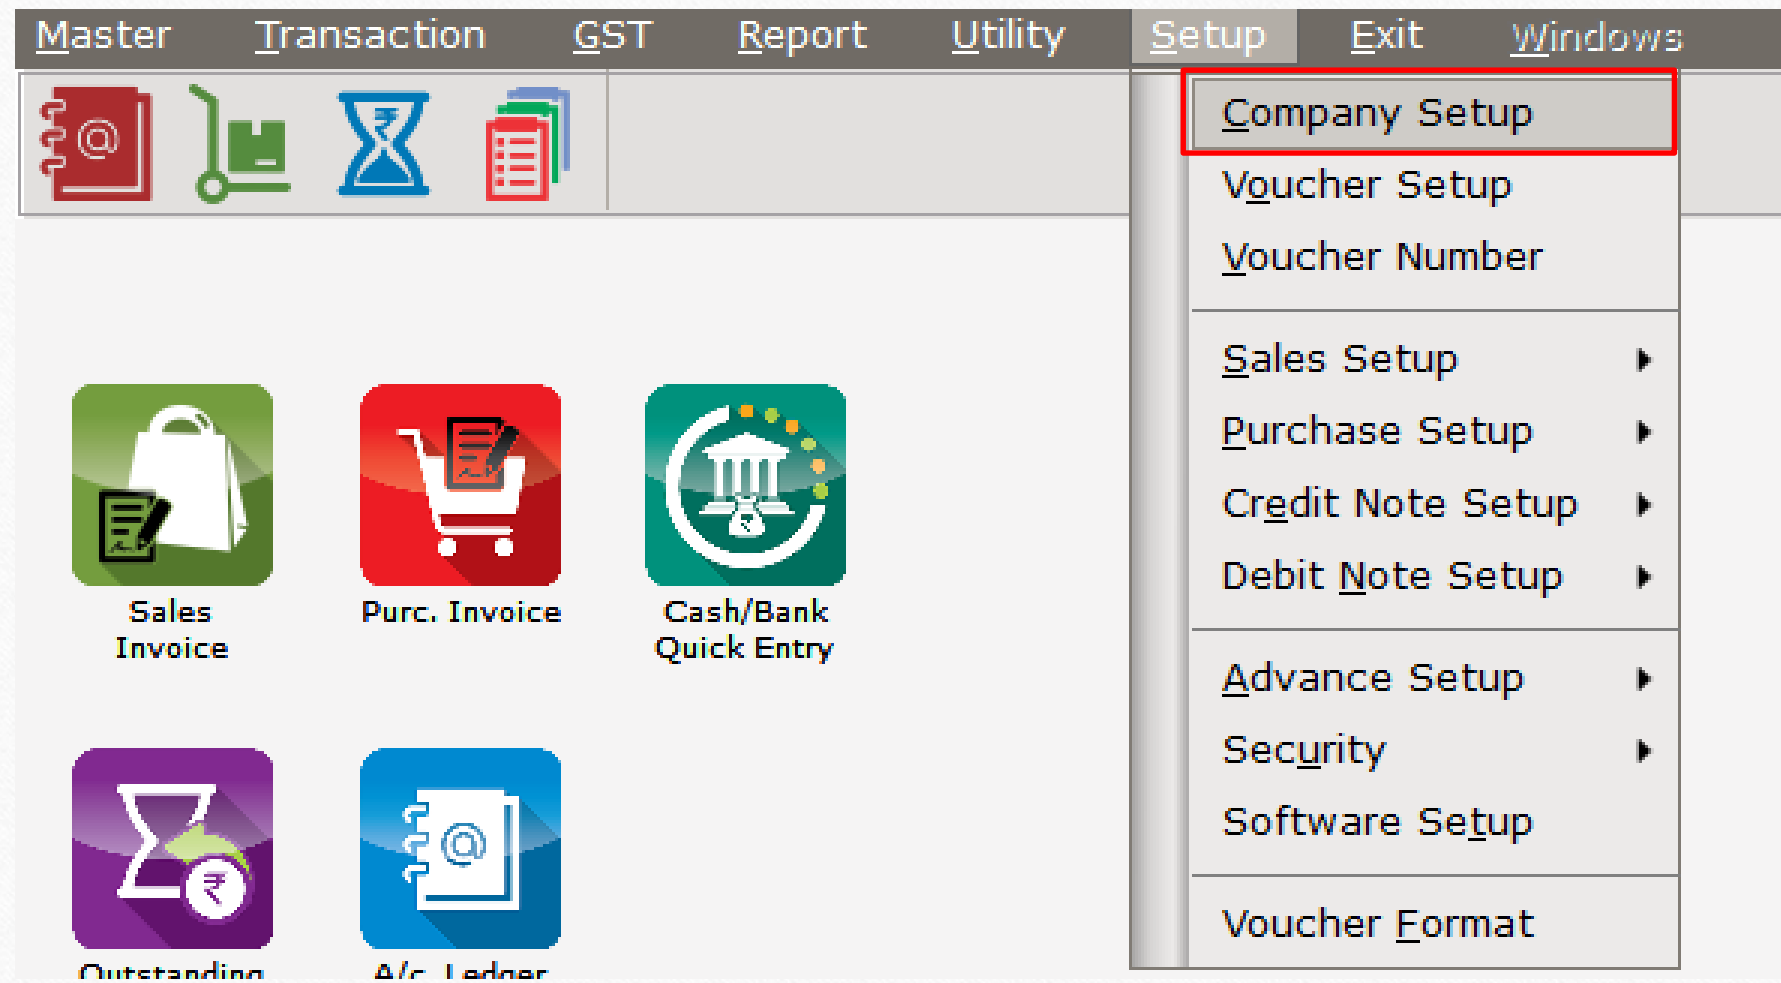 Master Transaction GST Report Utility Setup Exit Windows
Company Setup
Voucher Setup
Voucher Number
Sales Setup
Purchase Setup
Credit Note Setup
Debit Note Setup
Advance Setup
Security
Software Setup
Voucher Format
Sales
Invoice
Purc. Invoice
Cash/Bank
Quick Entry
Outstanding
A/c. Ledger